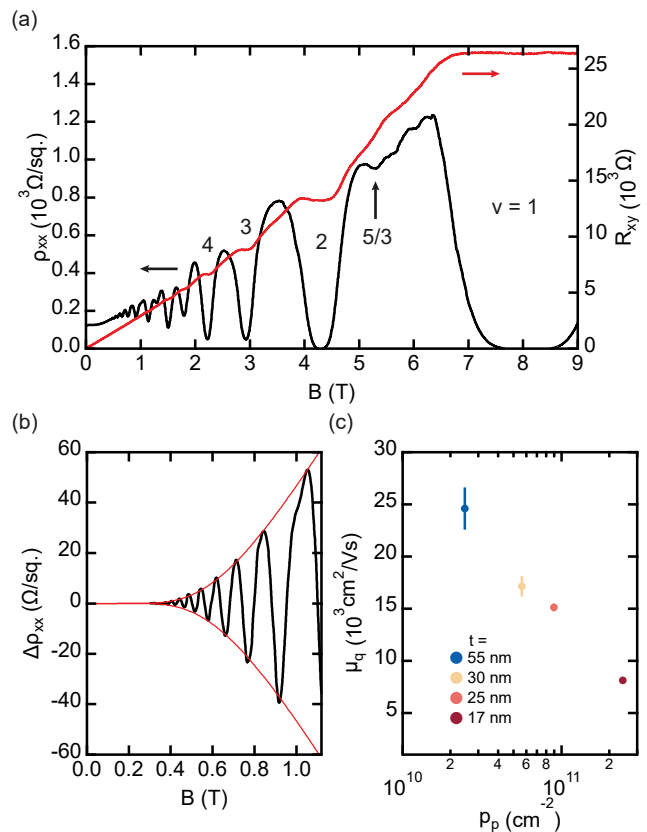 (a)
1.6
1.4
1.2
1.0
0.8
0.6
0.4
0.2
0.0
ρxx (10³Ω/sq.)
25
20
15
10
5
0
Rxy (10³Ω)
4
3
2
5/3
v = 1
0 1 2 3 4 5 6 7 8 9
B (T)
(b)
60
40
20
0
-20
-40
-60
Δρxx (Ω/sq.)
0.0 0.2 0.4 0.6 0.8 1.0
B (T)
(c)
30
25
20
15
10
5
μq (10³cm²/Vs)
t =
55 nm
30 nm
25 nm
17 nm
10¹⁰ 2 4 6 8 10¹¹ 2
pp (cm⁻²)